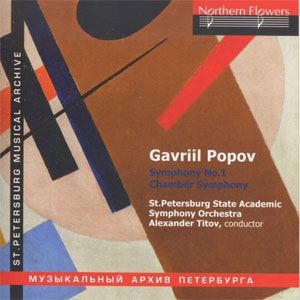 Northern Flowers
ST.PETERSBURG MUSICAL ARCHIVE
Gavriil Popov
Symphony No.1
Chamber Symphony
St.Petersburg State Academic
Symphony Orchestra
Alexander Titov, conductor
МУЗЫКАЛЬНЫЙ АРХИВ ПЕТЕРБУРГА